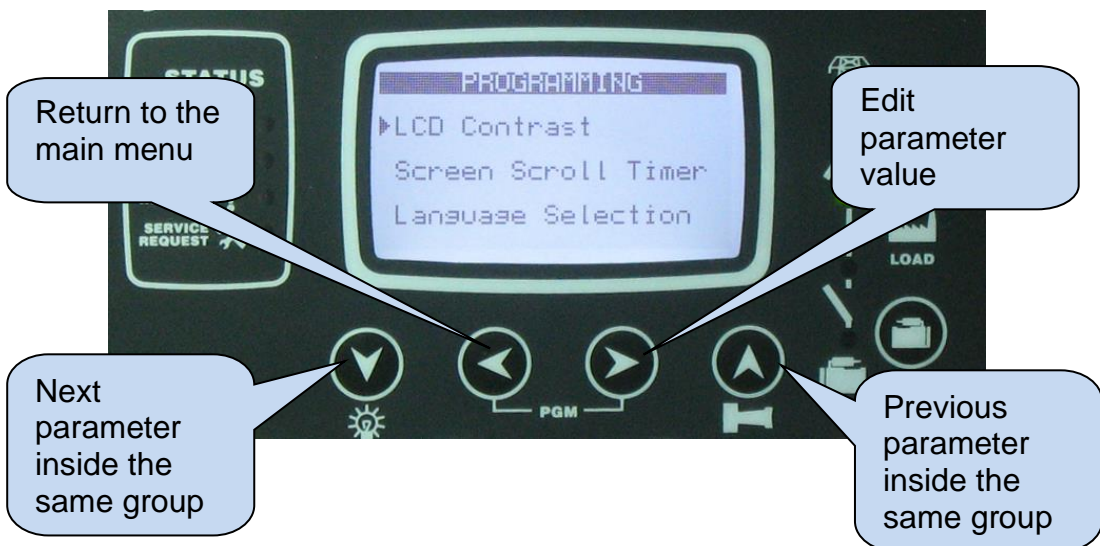 STATUS
Return to the
main menu
PROGRAMMING
LCD Contrast
Screen Scroll Timer
Language Selection
Edit
parameter
value
SERVICE
REQUEST
LOAD
PGM
Next
parameter
inside the
same group
Previous
parameter
inside the
same group